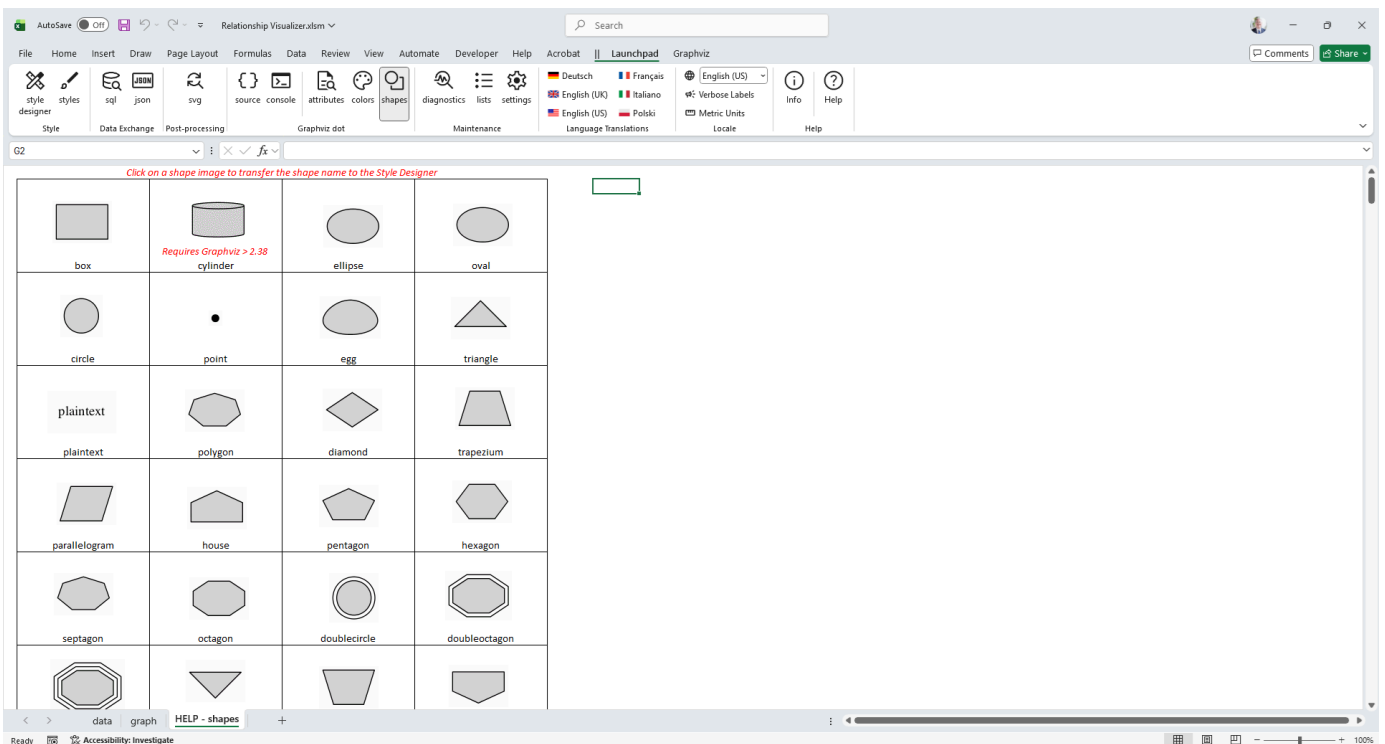 AutoSave Off Relationship Visualizer.xlsm Search
File Home Insert Draw Page Layout Formulas Data Review View Automate Developer Help Acrobat || Launchpad Graphviz Comments Share
style designer styles sql json svg source console attributes colors shapes diagnostics lists settings
Deutsch Français English (US)
English (UK) Italiano Verbose Labels
English (US) Polski Metric Units
Info Help
Style Data Exchange Post-processing Graphviz dot Maintenance Language Translations Locale Help
G2 fx
Click on a shape image to transfer the shape name to the Style Designer
Requires Graphviz > 2.38
box cylinder ellipse oval
circle point egg triangle
plaintext
plaintext polygon diamond trapezium
parallelogram house pentagon hexagon
septagon octagon doublecircle doubleoctagon
data graph HELP - shapes +
Ready Accessibility: Investigate 100%